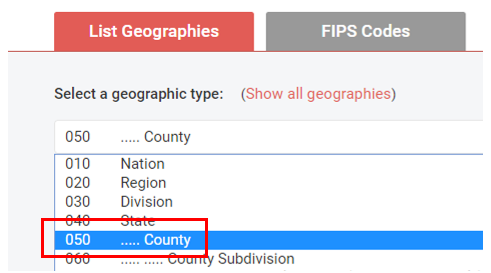 List Geographies FIPS Codes
Select a geographic type: (Show all geographies)
050 ..... County
010 Nation
020 Region
030 Division
040 State
050 ..... County
060 ..... ..... County Subdivision